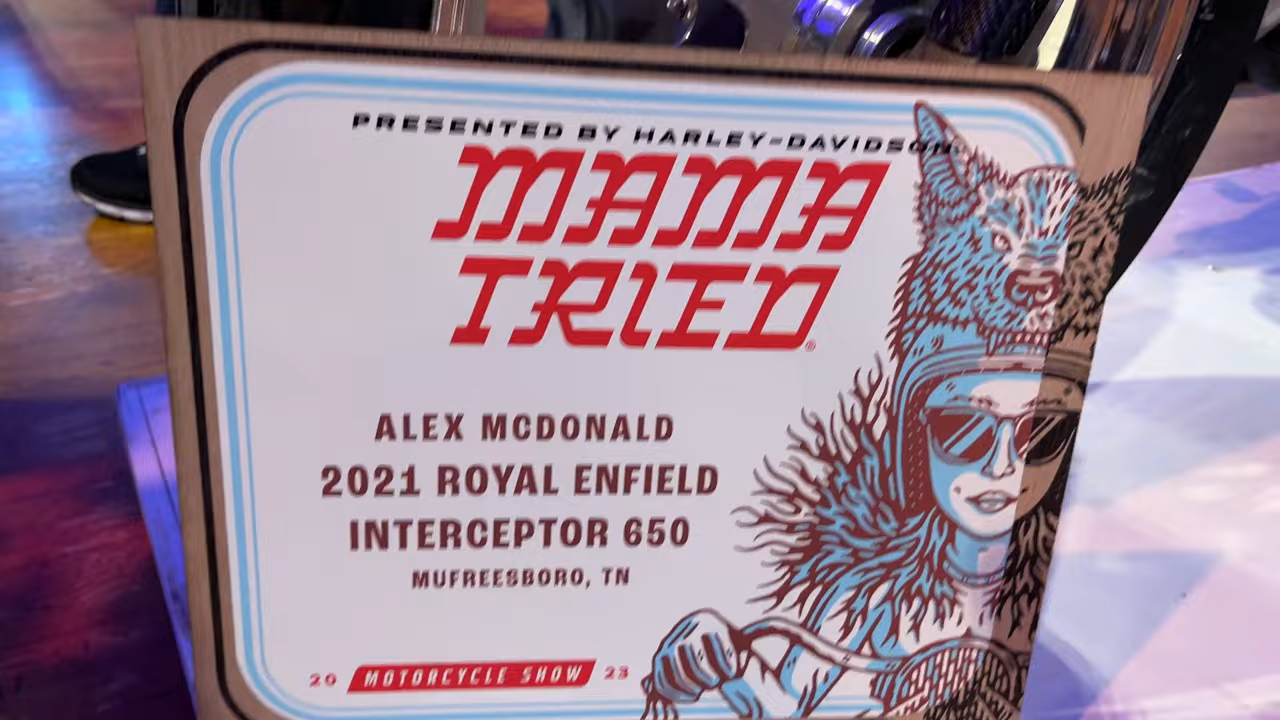 PRESENTED BY HARLEY-DAVIDSON
MAMA
TRIED®
ALEX MCDONALD
2021 ROYAL ENFIELD
INTERCEPTOR 650
MUFREESBORO, TN
20 MOTORCYCLE SHOW 23